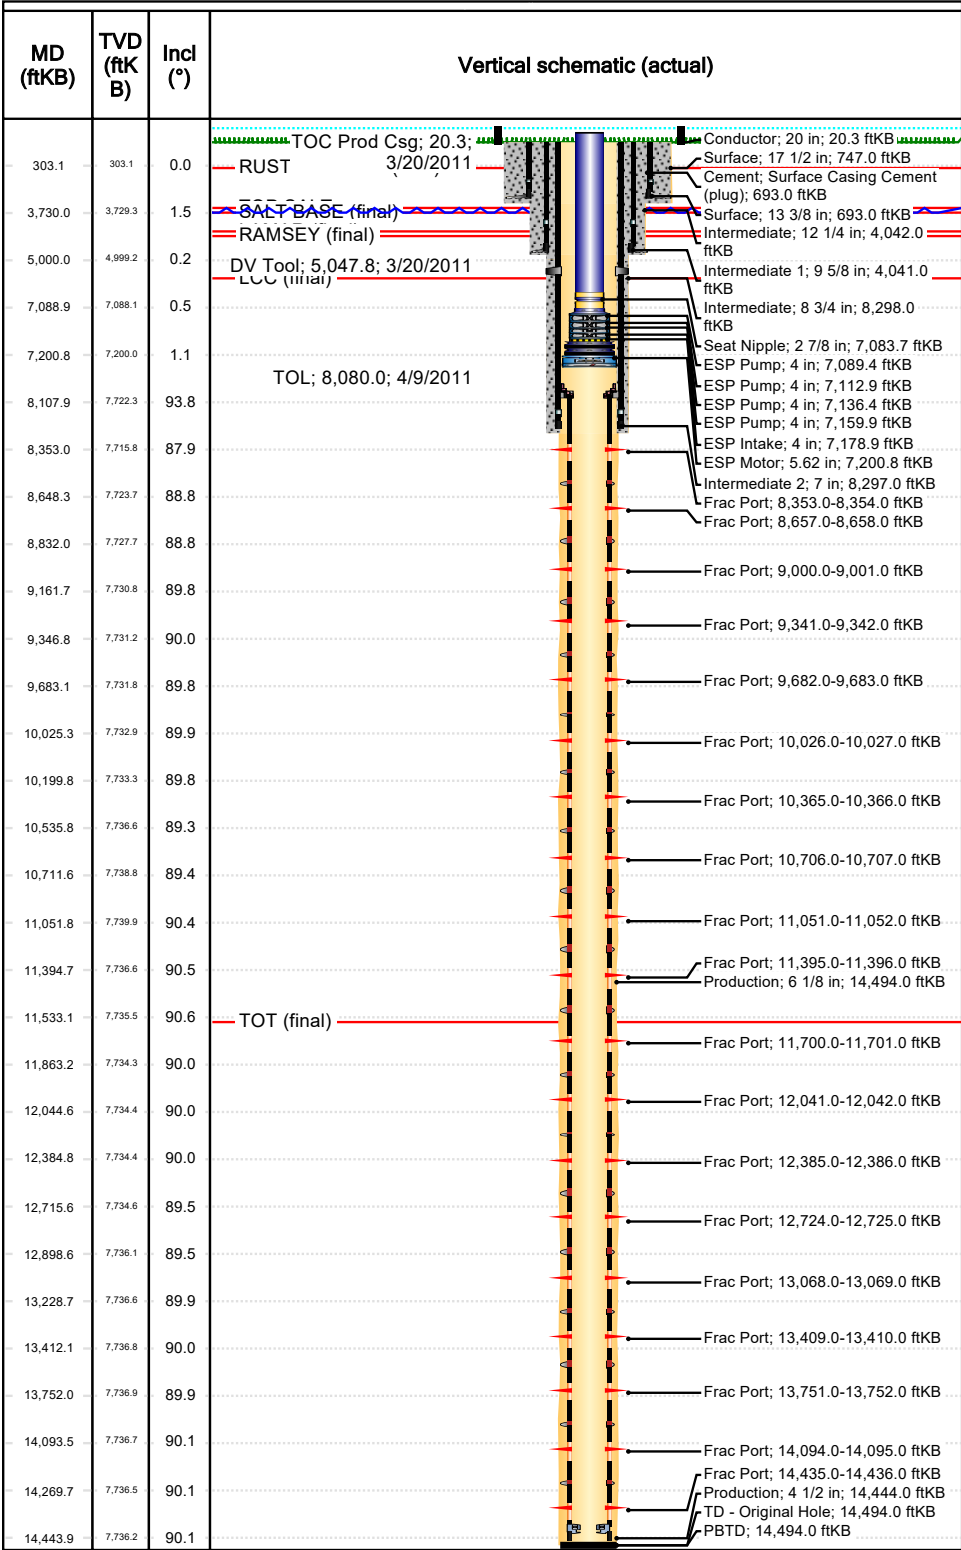 MD (ftKB)
TVD (ftK B)
Incl (°)
Vertical schematic (actual)
303.1 303.1 0.0
3,730.0 3,729.3 1.5
5,000.0 4,999.2 0.2
7,088.9 7,088.1 0.5
7,200.8 7,200.0 1.1
8,107.9 7,722.3 93.8
8,353.0 7,715.8 87.9
8,648.3 7,723.7 88.8
8,832.0 7,727.7 88.8
9,161.7 7,730.8 89.8
9,346.8 7,731.2 90.0
9,683.1 7,731.8 89.8
10,025.3 7,732.9 89.9
10,199.8 7,733.3 89.8
10,535.8 7,736.6 89.3
10,711.6 7,738.8 89.4
11,051.8 7,739.9 90.4
11,394.7 7,736.6 90.5
11,533.1 7,735.5 90.6
11,863.2 7,734.3 90.0
12,044.6 7,734.4 90.0
12,384.8 7,734.4 90.0
12,715.6 7,734.6 89.5
12,898.6 7,736.1 89.5
13,228.7 7,736.6 89.9
13,412.1 7,736.8 90.0
13,752.0 7,736.9 89.9
14,093.5 7,736.7 90.1
14,269.7 7,736.5 90.1
14,443.9 7,736.2 90.1
TOC Prod Csg; 20.3;
3/20/2011
RUST
SALT BASE (final)
RAMSEY (final)
DV Tool; 5,047.8; 3/20/2011
LCC (final)
TOL; 8,080.0; 4/9/2011
TOT (final)
Conductor; 20 in; 20.3 ftKB
Surface; 17 1/2 in; 747.0 ftKB
Cement; Surface Casing Cement
(plug); 693.0 ftKB
Surface; 13 3/8 in; 693.0 ftKB
Intermediate; 12 1/4 in; 4,042.0
ftKB
Intermediate 1; 9 5/8 in; 4,041.0
ftKB
Intermediate; 8 3/4 in; 8,298.0
ftKB
Seat Nipple; 2 7/8 in; 7,083.7 ftKB
ESP Pump; 4 in; 7,089.4 ftKB
ESP Pump; 4 in; 7,112.9 ftKB
ESP Pump; 4 in; 7,136.4 ftKB
ESP Pump; 4 in; 7,159.9 ftKB
ESP Intake; 4 in; 7,178.9 ftKB
ESP Motor; 5.62 in; 7,200.8 ftKB
Intermediate 2; 7 in; 8,297.0 ftKB
Frac Port; 8,353.0-8,354.0 ftKB
Frac Port; 8,657.0-8,658.0 ftKB
Frac Port; 9,000.0-9,001.0 ftKB
Frac Port; 9,341.0-9,342.0 ftKB
Frac Port; 9,682.0-9,683.0 ftKB
Frac Port; 10,026.0-10,027.0 ftKB
Frac Port; 10,365.0-10,366.0 ftKB
Frac Port; 10,706.0-10,707.0 ftKB
Frac Port; 11,051.0-11,052.0 ftKB
Frac Port; 11,395.0-11,396.0 ftKB
Production; 6 1/8 in; 14,494.0 ftKB
Frac Port; 11,700.0-11,701.0 ftKB
Frac Port; 12,041.0-12,042.0 ftKB
Frac Port; 12,385.0-12,386.0 ftKB
Frac Port; 12,724.0-12,725.0 ftKB
Frac Port; 13,068.0-13,069.0 ftKB
Frac Port; 13,409.0-13,410.0 ftKB
Frac Port; 13,751.0-13,752.0 ftKB
Frac Port; 14,094.0-14,095.0 ftKB
Frac Port; 14,435.0-14,436.0 ftKB
Production; 4 1/2 in; 14,444.0 ftKB
TD - Original Hole; 14,494.0 ftKB
PBTD; 14,494.0 ftKB